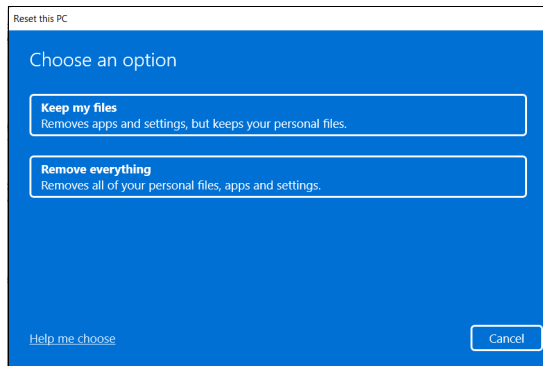 Reset this PC
Choose an option
Keep my files
Removes apps and settings, but keeps your personal files.
Remove everything
Removes all of your personal files, apps and settings.
Help me choose
Cancel